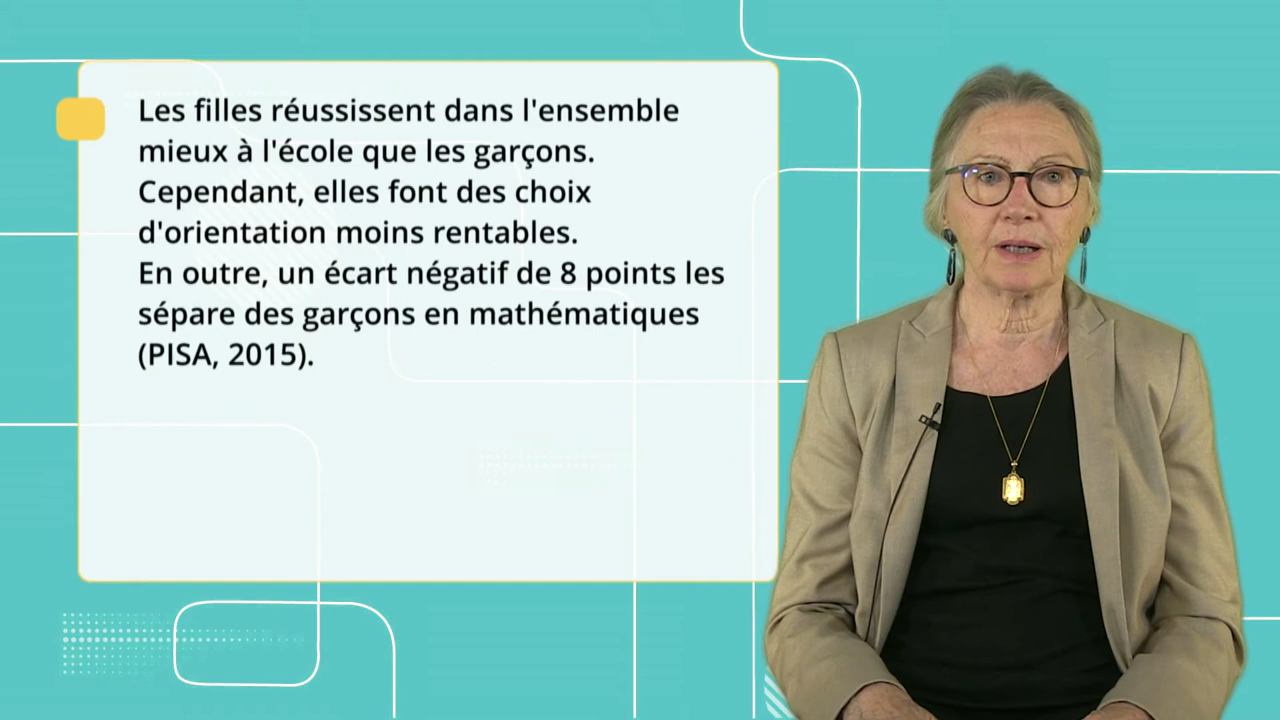 Les filles réussissent dans l'ensemble
mieux à l'école que les garçons.
Cependant, elles font des choix
d'orientation moins rentables.
En outre, un écart négatif de 8 points les
sépare des garçons en mathématiques
(PISA, 2015).